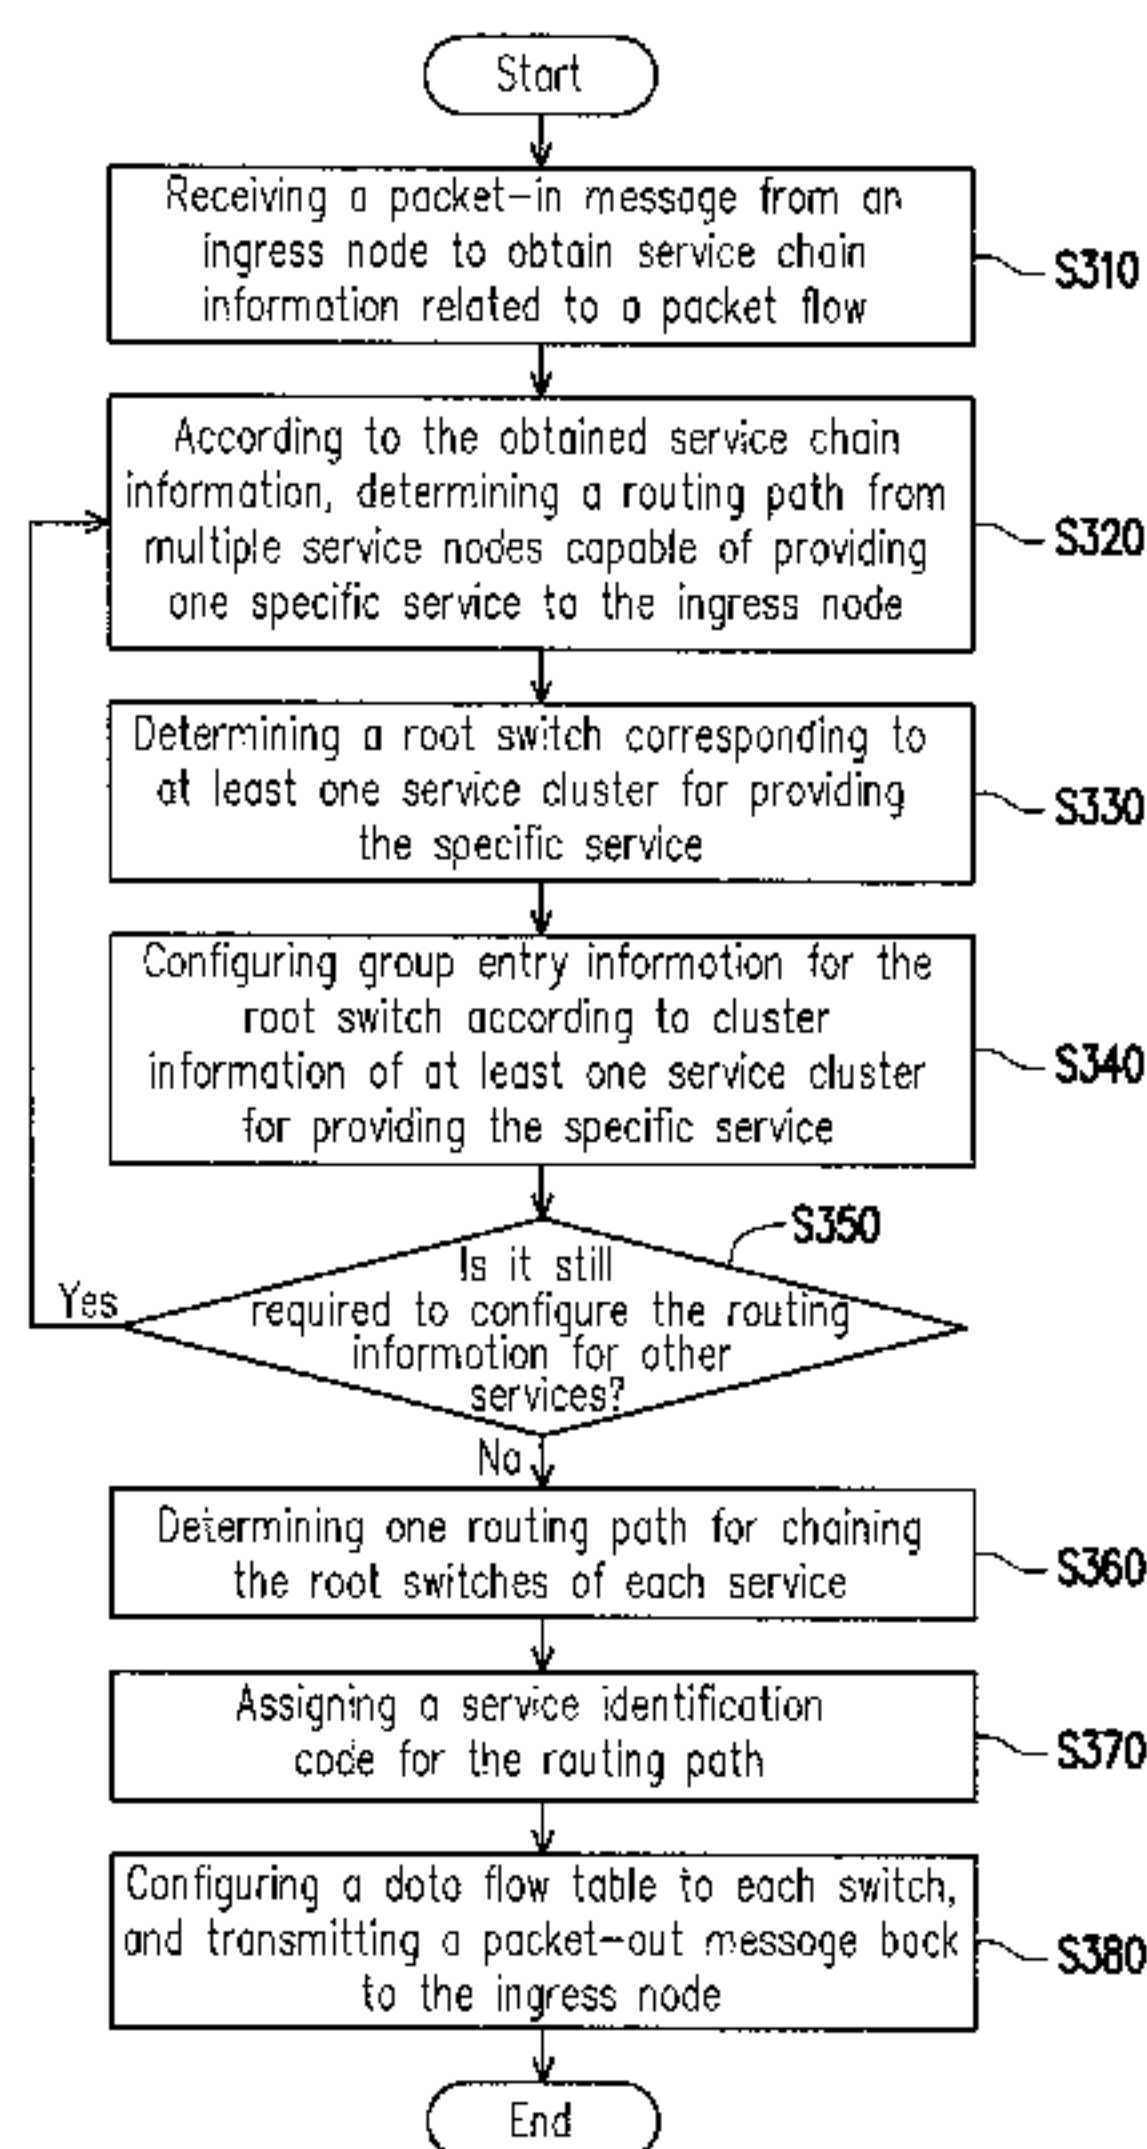 Start
Receiving a packet-in message from an
ingress node to obtain service chain
information related to a packet flow
S310
According to the obtained service chain
information, determining a routing path from
multiple service nodes capable of providing
one specific service to the ingress node
S320
Determining a root switch corresponding to
at least one service cluster for providing
the specific service
S330
Configuring group entry information for the
root switch according to cluster
information of at least one service cluster
for providing the specific service
S340
S350
Is it still
required to configure the routing
information for other
services?
Yes
No
Determining one routing path for chaining
the root switches of each service
S360
Assigning a service identification
code for the routing path
S370
Configuring a data flow table to each switch,
and transmitting a packet-out message back
to the ingress node
S380
End